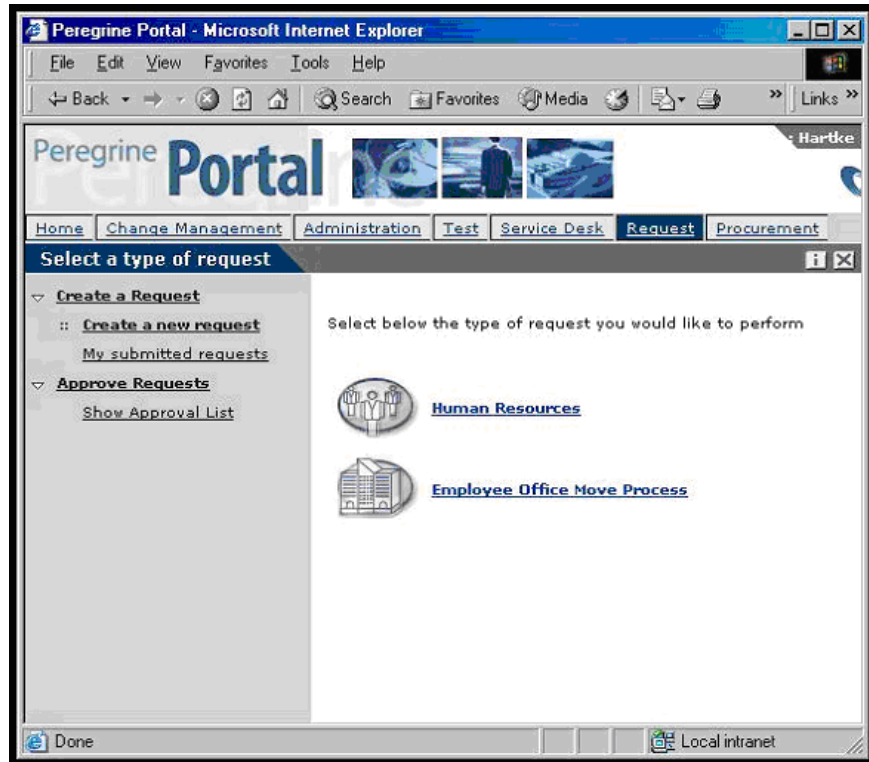 Peregrine Portal - Microsoft Internet Explorer
File Edit View Favorites Tools Help
Back Search Favorites Media » Links »
Peregrine Portal
: Hartke
Home Change Management Administration Test Service Desk Request Procurement
Select a type of request
Create a Request
:: Create a new request
My submitted requests
Approve Requests
Show Approval List
Select below the type of request you would like to perform
Human Resources
Employee Office Move Process
Done
Local intranet